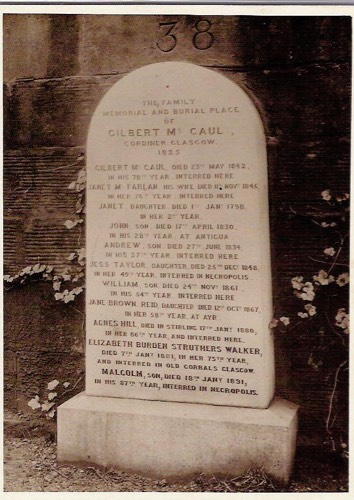 38
THE FAMILY
MEMORIAL AND BURIAL PLACE
OF
GILBERT Mc CAUL,
CORDINER GLASCOW.
1825
GILBERT Mc CAUL, DIED 23RD MAY 1842,
IN HIS 78TH YEAR, INTERRED HERE
JANET Mc FARLAN HIS WIFE, DIED NOV. 1846
IN HER 76TH YEAR, INTERRED HERE
JANET, DAUGHTER, DIED 1ST JANY 1798,
IN HER 2ND YEAR.
JOHN, SON, DIED 17TH APRIL 1830,
IN HIS 28TH YEAR, AT ANTIGUA
ANDREW, SON, DIED 27TH JUNE 1834,
IN HIS 27TH YEAR, INTERRED HERE
JESS TAYLOR, DAUGHTER, DIED 25TH DEC. 1848,
IN HER 49TH YEAR, INTERRED IN NECROPOLIS.
WILLIAM, SON, DIED 24TH NOVR 1861
IN HIS 54TH YEAR, INTERRED HERE
JANE BROWN REID, DAUGHTER, DIED 12TH OCT 1867,
IN HER 58TH YEAR, AT AYR.
AGNES HILL, DIED IN STIRLING 17TH JANY 1880,
IN HER 86TH YEAR, AND INTERRED HERE.
ELIZABETH BURDEN STRUTHERS WALKER,
DIED 7TH JANY 1881, IN HER 75TH YEAR,
AND INTERRED IN OLD CORRALS GLASGOW.
MALCOLM, SON, DIED 18TH JANY 1891,
IN HIS 87TH YEAR, INTERRED IN NECROPOLIS.